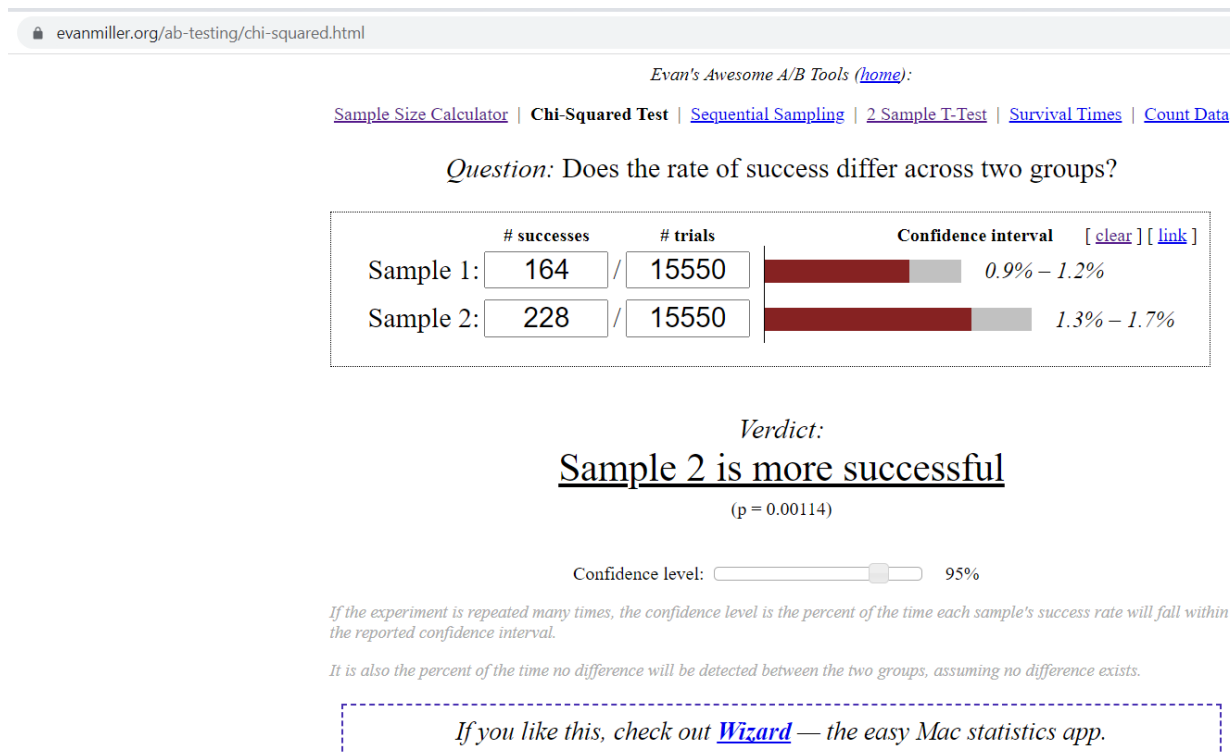 evanmiller.org/ab-testing/chi-squared.html
Evan's Awesome A/B Tools (home):
Sample Size Calculator | Chi-Squared Test | Sequential Sampling | 2 Sample T-Test | Survival Times | Count Data
Question: Does the rate of success differ across two groups?
# successes # trials Confidence interval [ clear ] [ link ]
Sample 1: 164 / 15550 0.9% – 1.2%
Sample 2: 228 / 15550 1.3% – 1.7%
Verdict:
Sample 2 is more successful
(p = 0.00114)
Confidence level: 95%
If the experiment is repeated many times, the confidence level is the percent of the time each sample's success rate will fall within
the reported confidence interval.
It is also the percent of the time no difference will be detected between the two groups, assuming no difference exists.
If you like this, check out Wizard — the easy Mac statistics app.